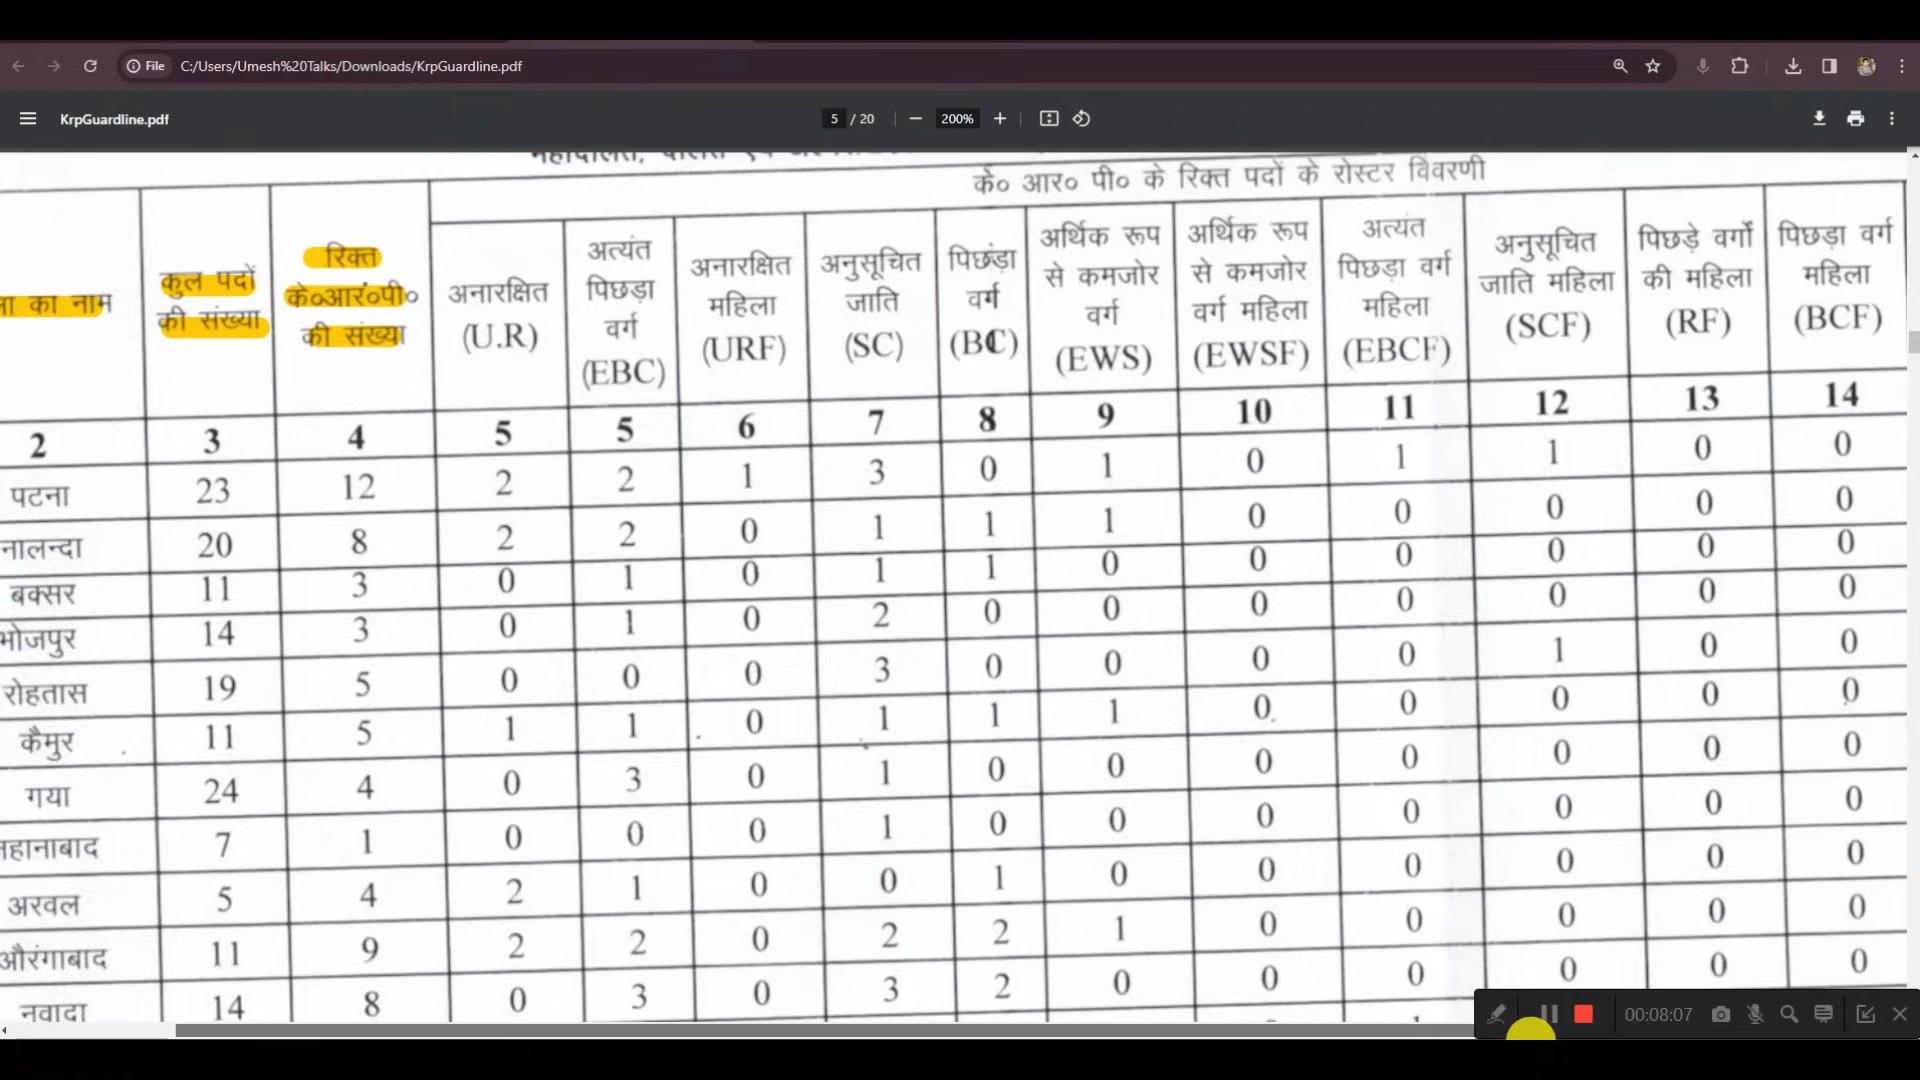 File C:/Users/Umesh%20Talks/Downloads/KrpGuardline.pdf
KrpGuardline.pdf 5 / 20 200%
के० आर० पी० के रिक्त पदों के रोस्टर विवरणी
का नाम | कुल पदों की संख्या | रिक्त के०आर०पी० की संख्या | अनारक्षित (U.R) | अत्यंत पिछड़ा वर्ग (EBC) | अनारक्षित महिला (URF) | अनुसूचित जाति (SC) | पिछंड़ा वर्ग (BC) | आर्थिक रूप से कमजोर वर्ग (EWS) | आर्थिक रूप से कमजोर वर्ग महिला (EWSF) | अत्यंत पिछड़ा वर्ग महिला (EBCF) | अनुसूचित जाति महिला (SCF) | पिछड़े वर्गों की महिला (RF) | पिछड़ा वर्ग महिला (BCF)
2 3 4 5 5 6 7 8 9 10 11 12 13 14
पटना 23 12 2 2 1 3 0 1 0 1 1 0 0
नालन्दा 20 8 2 2 0 1 1 1 0 0 0 0 0
बक्सर 11 3 0 1 0 1 1 0 0 0 0 0 0
भोजपुर 14 3 0 1 0 2 0 0 0 0 0 0 0
रोहतास 19 5 0 0 0 3 0 0 0 0 1 0 0
कैमुर 11 5 1 1 0 1 1 1 0 0 0 0 0
गया 24 4 0 3 0 1 0 0 0 0 0 0 0
जहानाबाद 7 1 0 0 0 1 0 0 0 0 0 0 0
अरवल 5 4 2 1 0 0 1 0 0 0 0 0 0
औरंगाबाद 11 9 2 2 0 2 2 1 0 0 0 0 0
नवादा 14 8 0 3 0 3 2 0 0 0 0 0 0
00:08:07